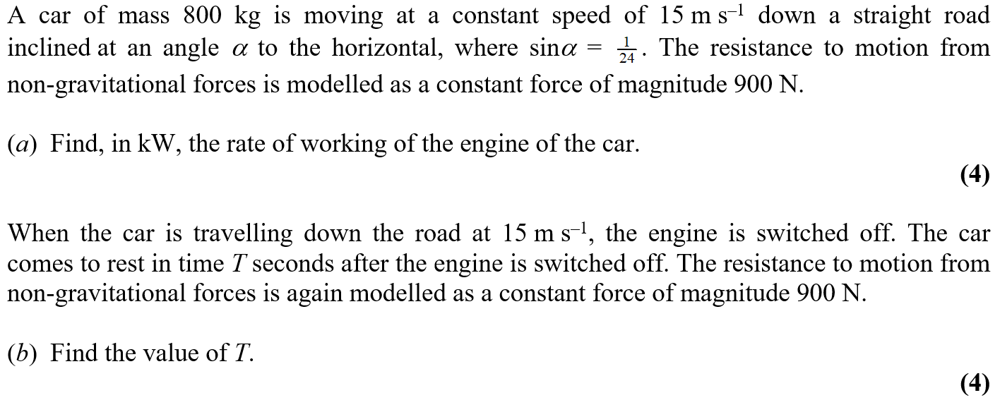 A car of mass 800 kg is moving at a constant speed of 15 m s⁻¹ down a straight road
inclined at an angle α to the horizontal, where sinα = 1/24. The resistance to motion from
non-gravitational forces is modelled as a constant force of magnitude 900 N.
(a) Find, in kW, the rate of working of the engine of the car.
(4)
When the car is travelling down the road at 15 m s⁻¹, the engine is switched off. The car
comes to rest in time T seconds after the engine is switched off. The resistance to motion from
non-gravitational forces is again modelled as a constant force of magnitude 900 N.
(b) Find the value of T.
(4)